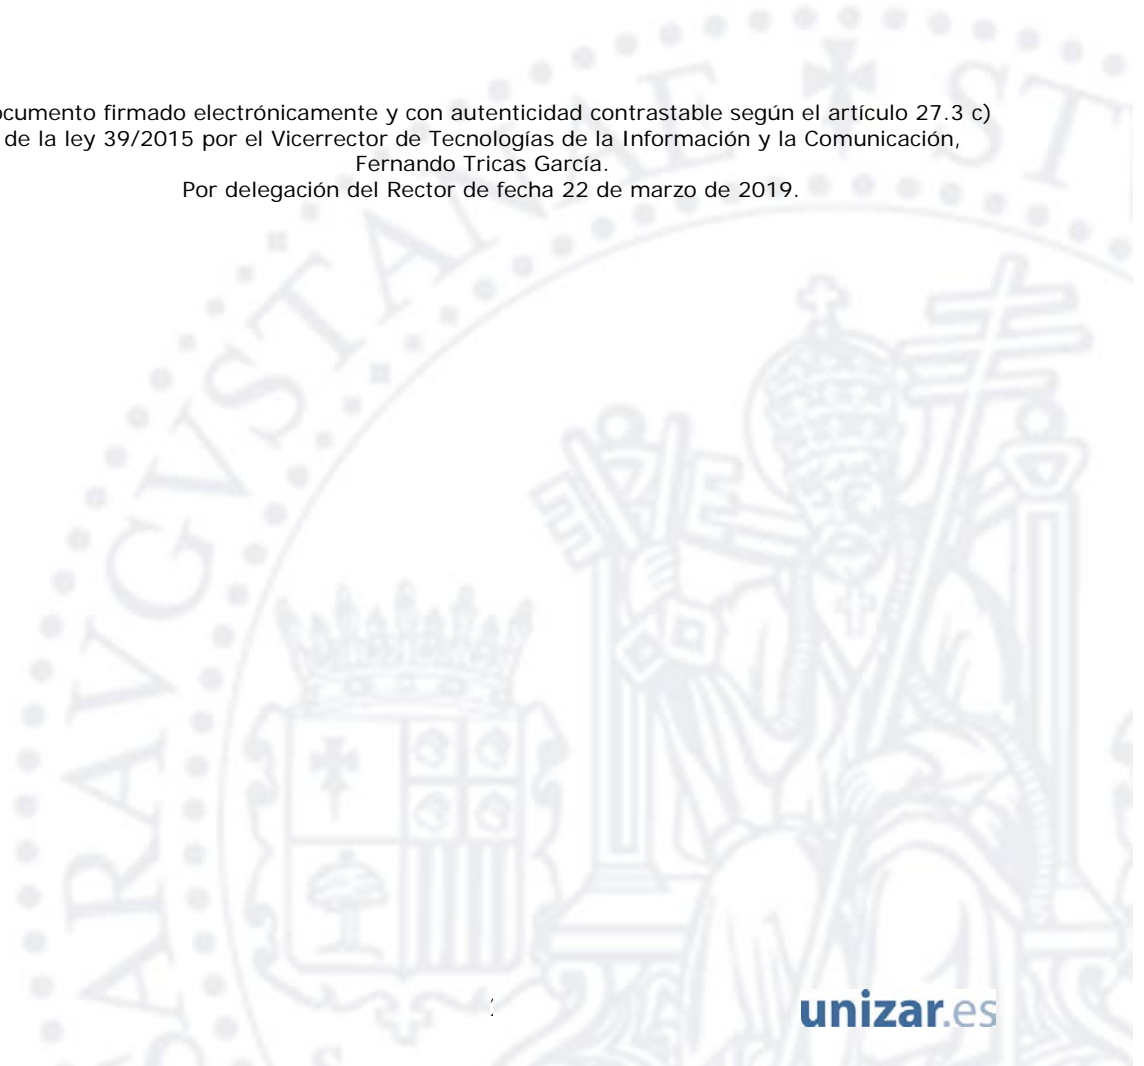 ocumento firmado electrónicamente y con autenticidad contrastable según el artículo 27.3 c)
de la ley 39/2015 por el Vicerrector de Tecnologías de la Información y la Comunicación,
Fernando Tricas García.
Por delegación del Rector de fecha 22 de marzo de 2019.
ARAVGVSTANAE ST
unizar.es